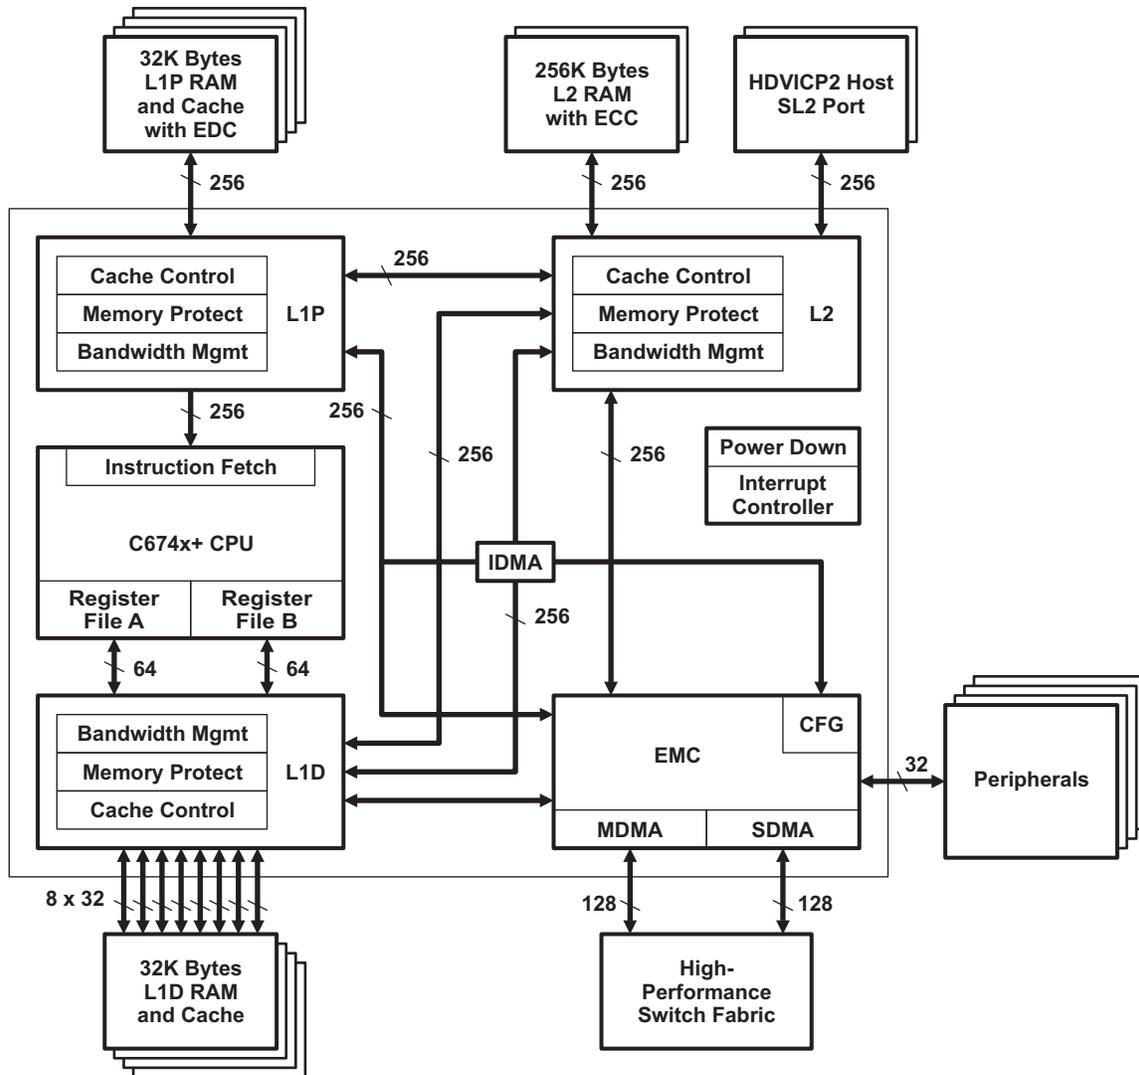 32K Bytes
L1P RAM
and Cache
with EDC
256K Bytes
L2 RAM
with ECC
HDVICP2 Host
SL2 Port
256
256
256
Cache Control
Memory Protect
Bandwidth Mgmt
L1P
256
Cache Control
Memory Protect
Bandwidth Mgmt
L2
256
256
256
256
Instruction Fetch
C674x+ CPU
Register
File A
Register
File B
Power Down
Interrupt
Controller
IDMA
256
64
64
Bandwidth Mgmt
Memory Protect
Cache Control
L1D
CFG
EMC
MDMA
SDMA
32
Peripherals
8 x 32
128
128
32K Bytes
L1D RAM
and Cache
High-
Performance
Switch Fabric